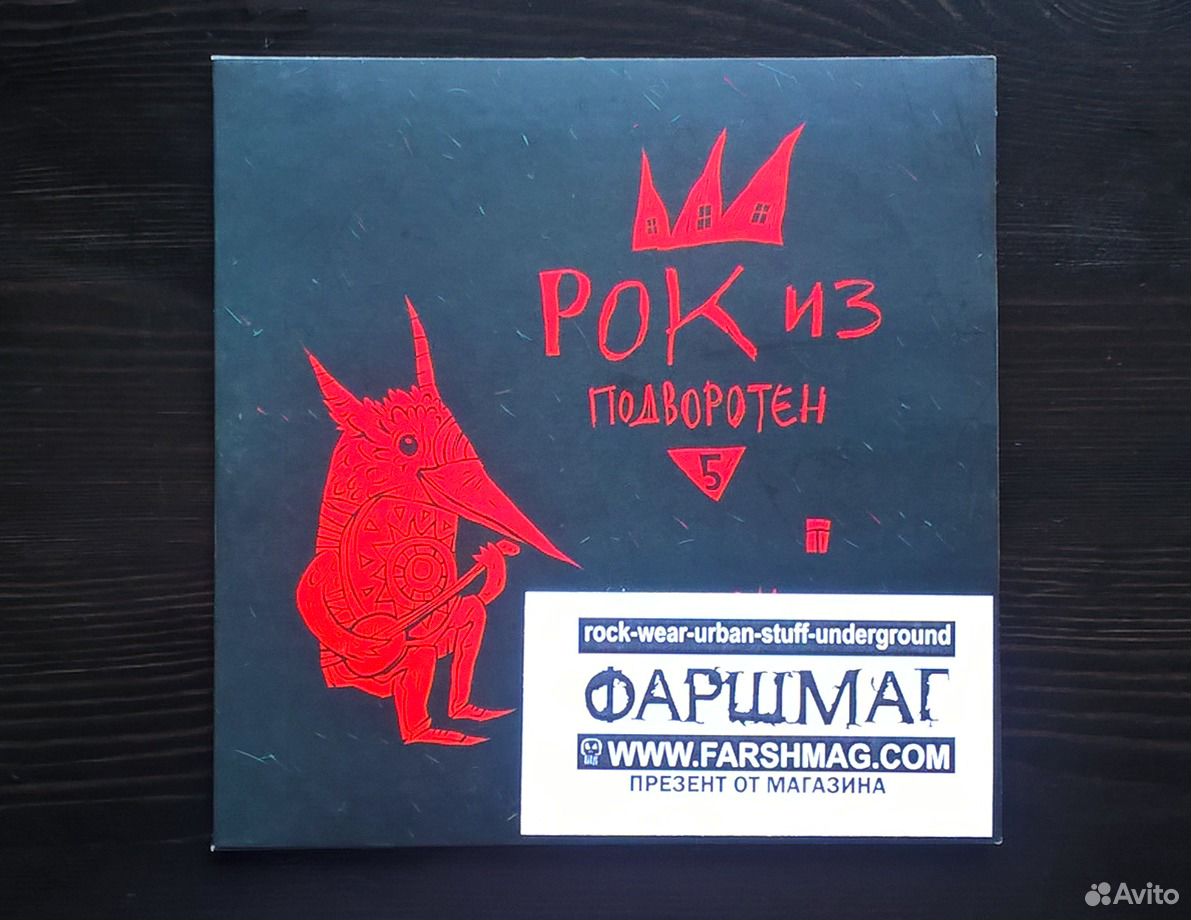 РОК ИЗ
ПОДВОРОТЕН
5
rock-wear-urban-stuff-underground
ФАРШМАГ
WWW.FARSHMAG.COM
ПРЕЗЕНТ ОТ МАГАЗИНА
Avito